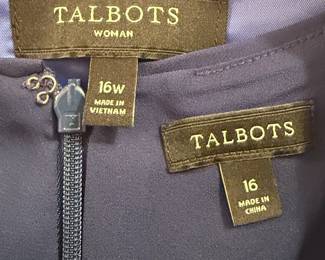 TALBOTS
WOMAN
16W
MADE IN
VIETNAM
TALBOTS
16
MADE IN
CHINA